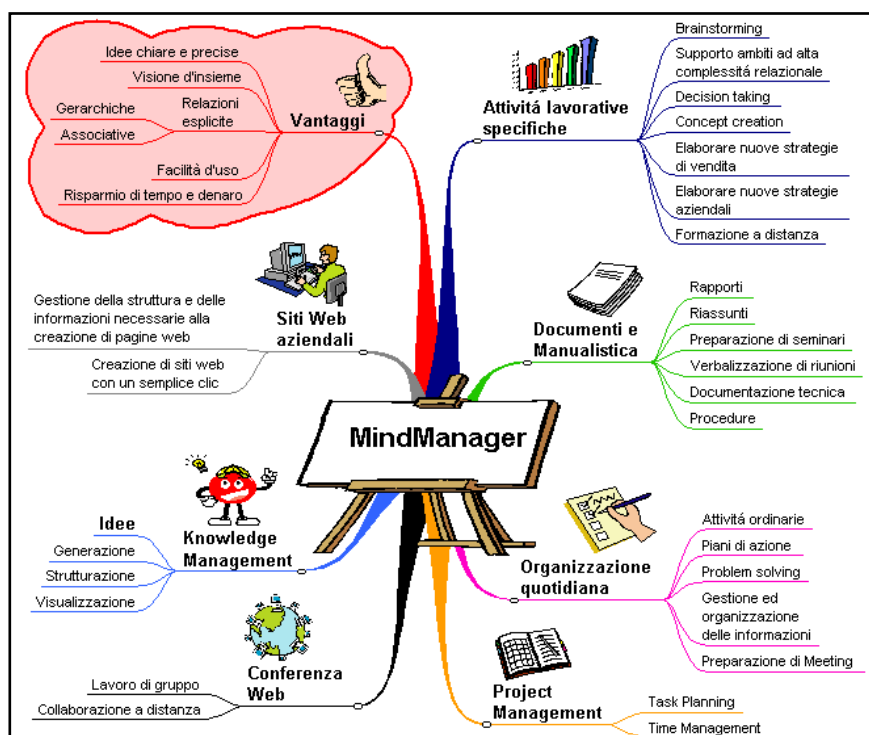 MindManager
Vantaggi
Idee chiare e precise
Visione d'insieme
Relazioni
esplicite
Gerarchiche
Associative
Facilità d'uso
Risparmio di tempo e denaro
Attivitá lavorative
specifiche
Brainstorming
Supporto ambiti ad alta
complessitá relazionale
Decision taking
Concept creation
Elaborare nuove strategie
di vendita
Elaborare nuove strategie
aziendali
Formazione a distanza
Siti Web
aziendali
Gestione della struttura e delle
informazioni necessarie alla
creazione di pagine web
Creazione di siti web
con un semplice clic
Documenti e
Manualistica
Rapporti
Riassunti
Preparazione di seminari
Verbalizzazione di riunioni
Documentazione tecnica
Procedure
Knowledge
Management
Idee
Generazione
Strutturazione
Visualizzazione
Organizzazione
quotidiana
Attivitá ordinarie
Piani di azione
Problem solving
Gestione ed
organizzazione
delle informazioni
Preparazione di Meeting
Conferenza
Web
Lavoro di gruppo
Collaborazione a distanza
Project
Management
Task Planning
Time Management